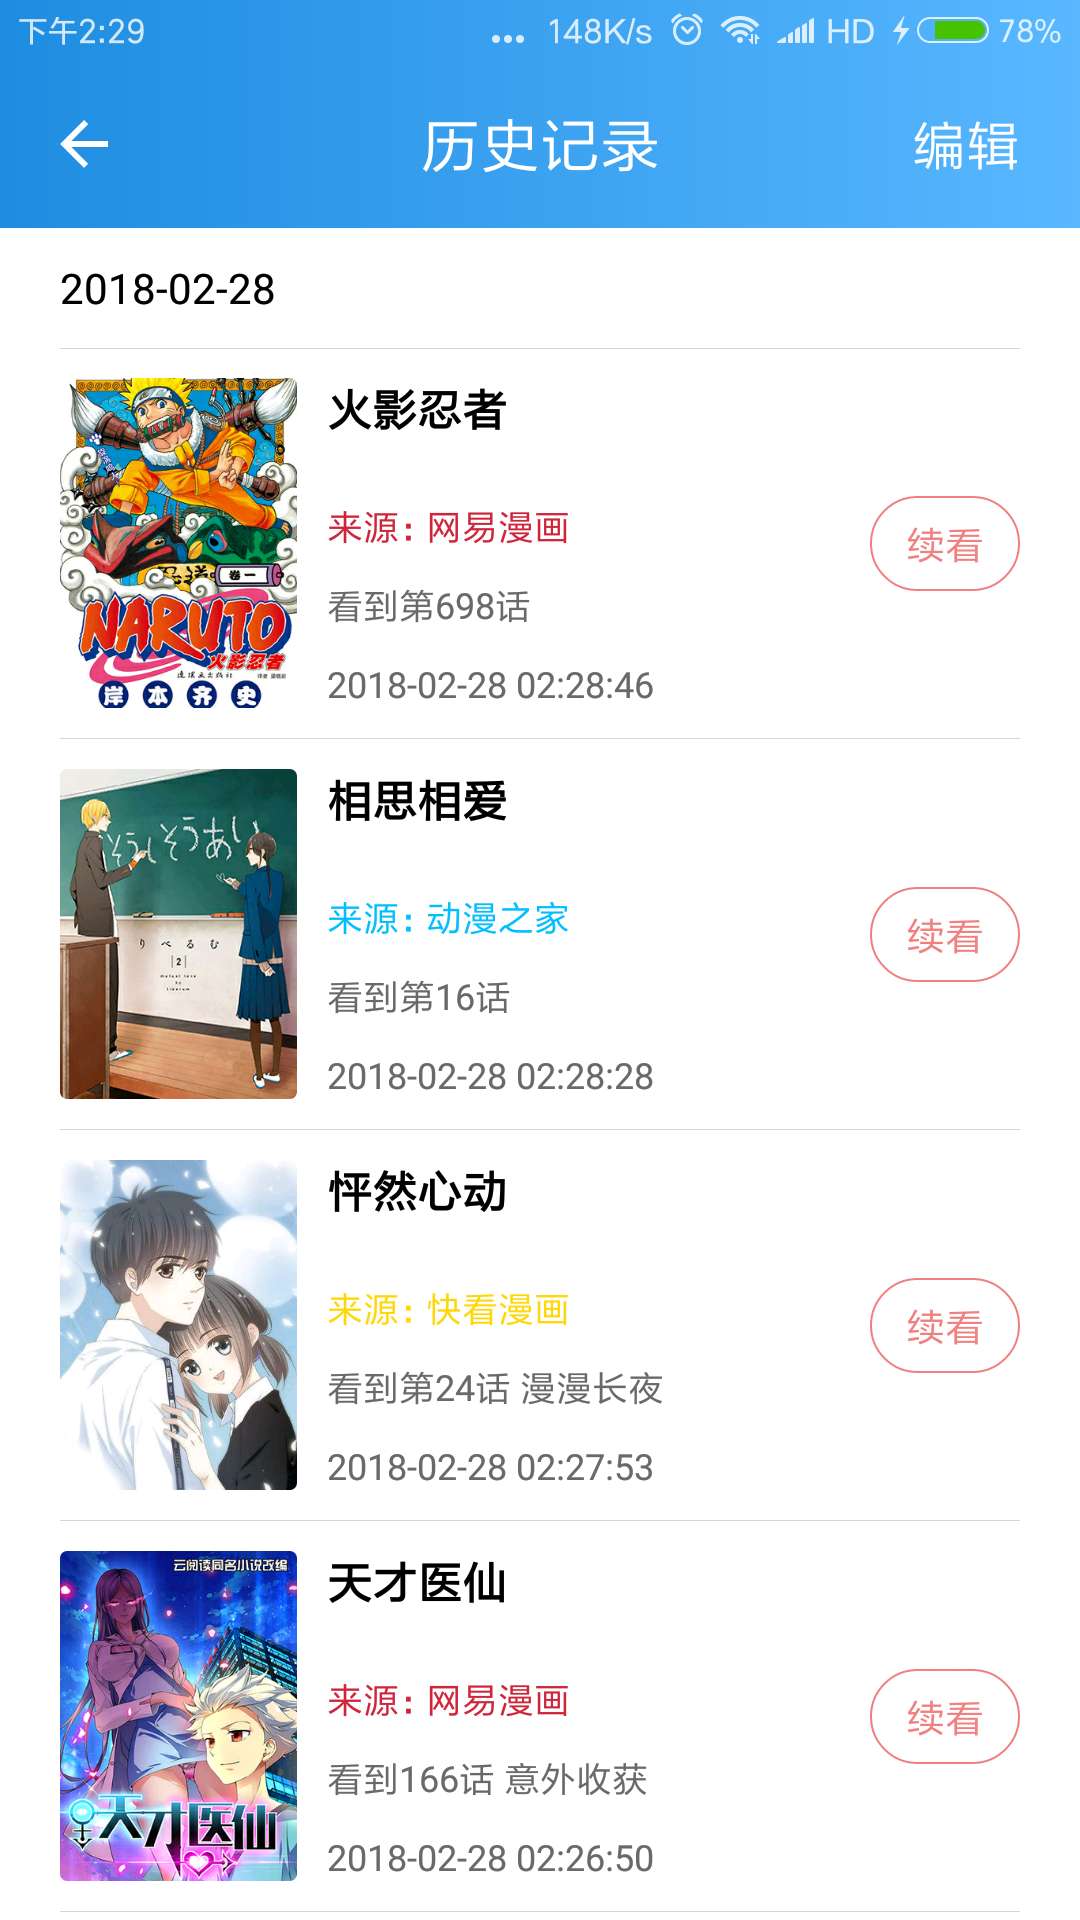 下午2:29
... 148K/s HD 78%
历史记录
编辑
2018-02-28
火影忍者
来源: 网易漫画
看到第698话
2018-02-28 02:28:46
续看
卷一
NARUTO
火影忍者
岸本齐史
相思相爱
来源: 动漫之家
看到第16话
2018-02-28 02:28:28
续看
そうしそうあい
りべるむ
2
怦然心动
来源: 快看漫画
看到第24话 漫漫长夜
2018-02-28 02:27:53
续看
天才医仙
来源: 网易漫画
看到166话 意外收获
2018-02-28 02:26:50
续看
云阅读同名小说改编
天才医仙